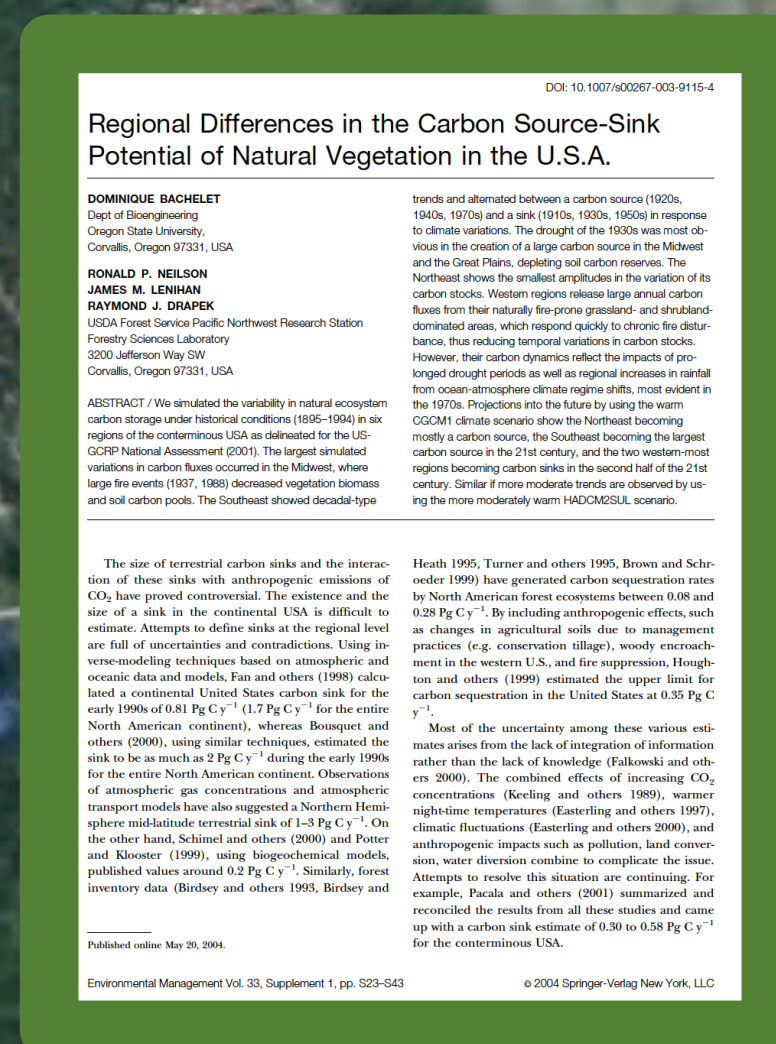 DOI: 10.1007/s00267-003-9115-4
Regional Differences in the Carbon Source-Sink
Potential of Natural Vegetation in the U.S.A.
DOMINIQUE BACHELET
Dept of Bioengineering
Oregon State University,
Corvallis, Oregon 97331, USA
RONALD P. NEILSON
JAMES M. LENIHAN
RAYMOND J. DRAPEK
USDA Forest Service Pacific Northwest Research Station
Forestry Sciences Laboratory
3200 Jefferson Way SW
Corvallis, Oregon 97331, USA
ABSTRACT / We simulated the variability in natural ecosystem
carbon storage under historical conditions (1895–1994) in six
regions of the conterminous USA as delineated for the US-
GCRP National Assessment (2001). The largest simulated
variations in carbon fluxes occurred in the Midwest, where
large fire events (1937, 1988) decreased vegetation biomass
and soil carbon pools. The Southeast showed decadal-type
trends and alternated between a carbon source (1920s,
1940s, 1970s) and a sink (1910s, 1930s, 1950s) in response
to climate variations. The drought of the 1930s was most ob-
vious in the creation of a large carbon source in the Midwest
and the Great Plains, depleting soil carbon reserves. The
Northeast shows the smallest amplitudes in the variation of its
carbon stocks. Western regions release large annual carbon
fluxes from their naturally fire-prone grassland- and shrubland-
dominated areas, which respond quickly to chronic fire distur-
bance, thus reducing temporal variations in carbon stocks.
However, their carbon dynamics reflect the impacts of pro-
longed drought periods as well as regional increases in rainfall
from ocean-atmosphere climate regime shifts, most evident in
the 1970s. Projections into the future by using the warm
CGCM1 climate scenario show the Northeast becoming
mostly a carbon source, the Southeast becoming the largest
carbon source in the 21st century, and the two western-most
regions becoming carbon sinks in the second half of the 21st
century. Similar if more moderate trends are observed by us-
ing the more moderately warm HADCM2SUL scenario.
The size of terrestrial carbon sinks and the interac-
tion of these sinks with anthropogenic emissions of
CO₂ have proved controversial. The existence and the
size of a sink in the continental USA is difficult to
estimate. Attempts to define sinks at the regional level
are full of uncertainties and contradictions. Using in-
verse-modeling techniques based on atmospheric and
oceanic data and models, Fan and others (1998) calcu-
lated a continental United States carbon sink for the
early 1990s of 0.81 Pg C y⁻¹ (1.7 Pg C y⁻¹ for the entire
North American continent), whereas Bousquet and
others (2000), using similar techniques, estimated the
sink to be as much as 2 Pg C y⁻¹ during the early 1990s
for the entire North American continent. Observations
of atmospheric gas concentrations and atmospheric
transport models have also suggested a Northern Hemi-
sphere mid-latitude terrestrial sink of 1–3 Pg C y⁻¹. On
the other hand, Schimel and others (2000) and Potter
and Klooster (1999), using biogeochemical models,
published values around 0.2 Pg C y⁻¹. Similarly, forest
inventory data (Birdsey and others 1993, Birdsey and
Heath 1995, Turner and others 1995, Brown and Schr-
oeder 1999) have generated carbon sequestration rates
by North American forest ecosystems between 0.08 and
0.28 Pg C y⁻¹. By including anthropogenic effects, such
as changes in agricultural soils due to management
practices (e.g. conservation tillage), woody encroach-
ment in the western U.S., and fire suppression, Hough-
ton and others (1999) estimated the upper limit for
carbon sequestration in the United States at 0.35 Pg C
y⁻¹.
Most of the uncertainty among these various esti-
mates arises from the lack of integration of information
rather than the lack of knowledge (Falkowski and oth-
ers 2000). The combined effects of increasing CO₂
concentrations (Keeling and others 1989), warmer
night-time temperatures (Easterling and others 1997),
climatic fluctuations (Easterling and others 2000), and
anthropogenic impacts such as pollution, land conver-
sion, water diversion combine to complicate the issue.
Attempts to resolve this situation are continuing. For
example, Pacala and others (2001) summarized and
reconciled the results from all these studies and came
up with a carbon sink estimate of 0.30 to 0.58 Pg C y⁻¹
for the conterminous USA.
Published online May 20, 2004.
Environmental Management Vol. 33, Supplement 1, pp. S23–S43
© 2004 Springer-Verlag New York, LLC